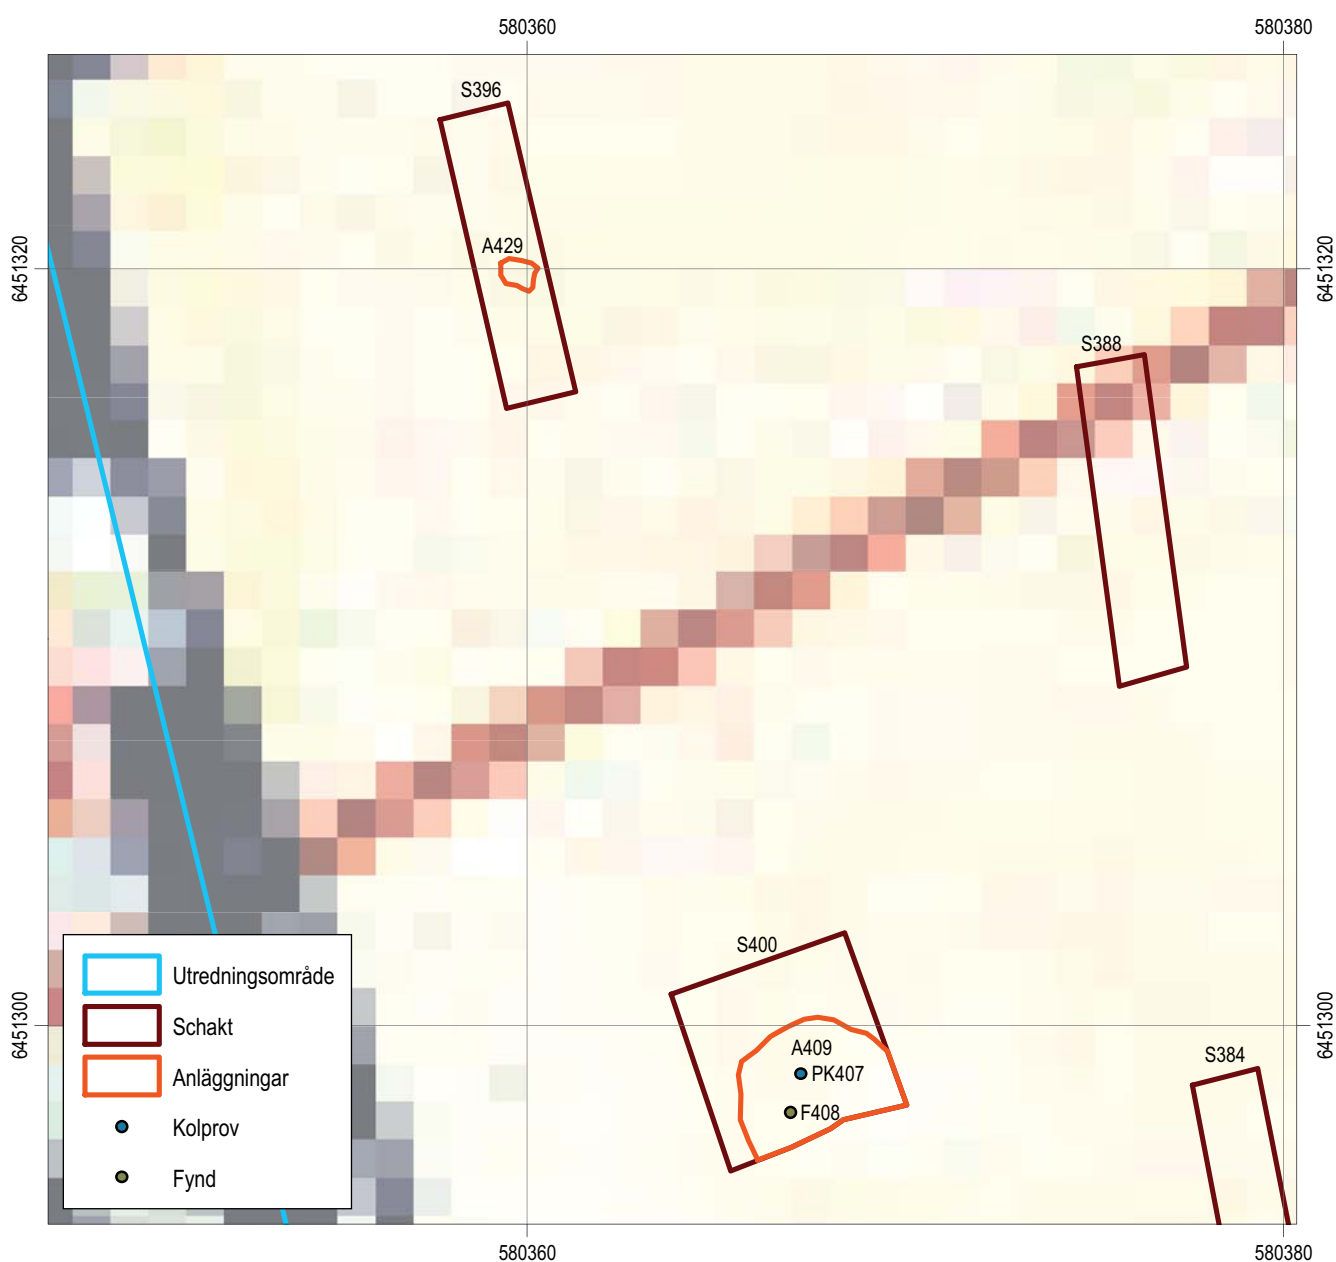 580360
580380
S396
A429
6451320
6451320
S388
S400
A409
PK407
F408
6451300
6451300
S384
Utredningsområde
Schakt
Anläggningar
Kolprov
Fynd
580360
580380